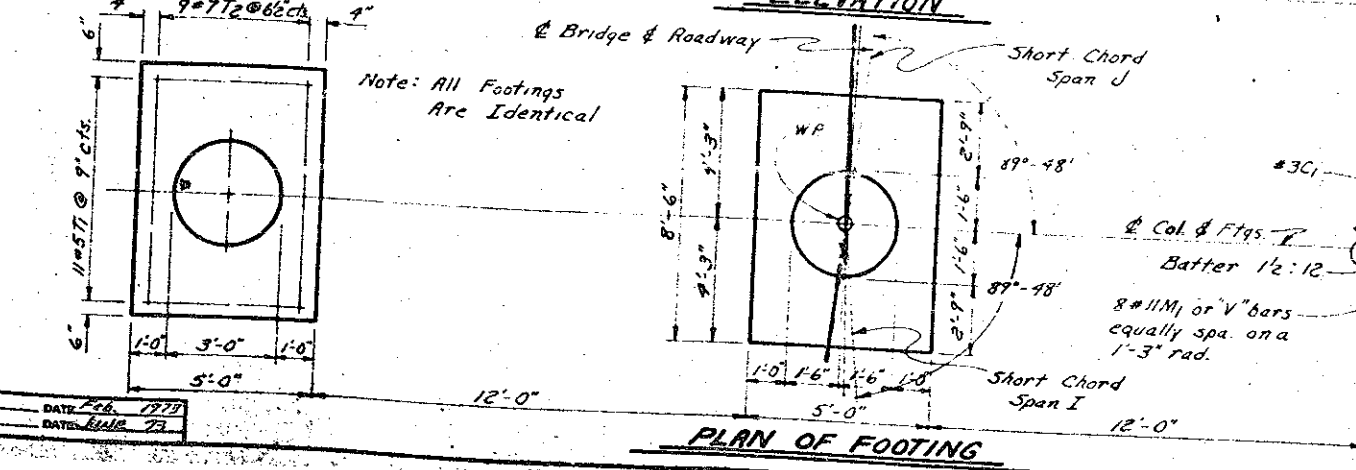 ELEVATION
4"
9#7T2 @ 6½" cts.
4"
6"
11#5T1 @ 9" cts.
6"
Note: All Footings
Are Identical
1'-0"
3'-0"
1'-0"
5'-0"
12'-0"
℄ Bridge & Roadway
Short Chord
Span J
W.P.
8'-6"
4'-3"
4'-3"
2'-9"
1'-6"
1'-6"
2'-9"
89°-48'
89°-48'
#3C1
℄ Col. & Ftgs.
Batter 1½:12
8#11M1 or "V" bars
equally spa. on a
1'-3" rad.
Short Chord
Span I
1'-0"
1'-6"
1'-6"
1'-0"
5'-0"
12'-0"
PLAN OF FOOTING
DATE Feb. 1973
DATE June 73